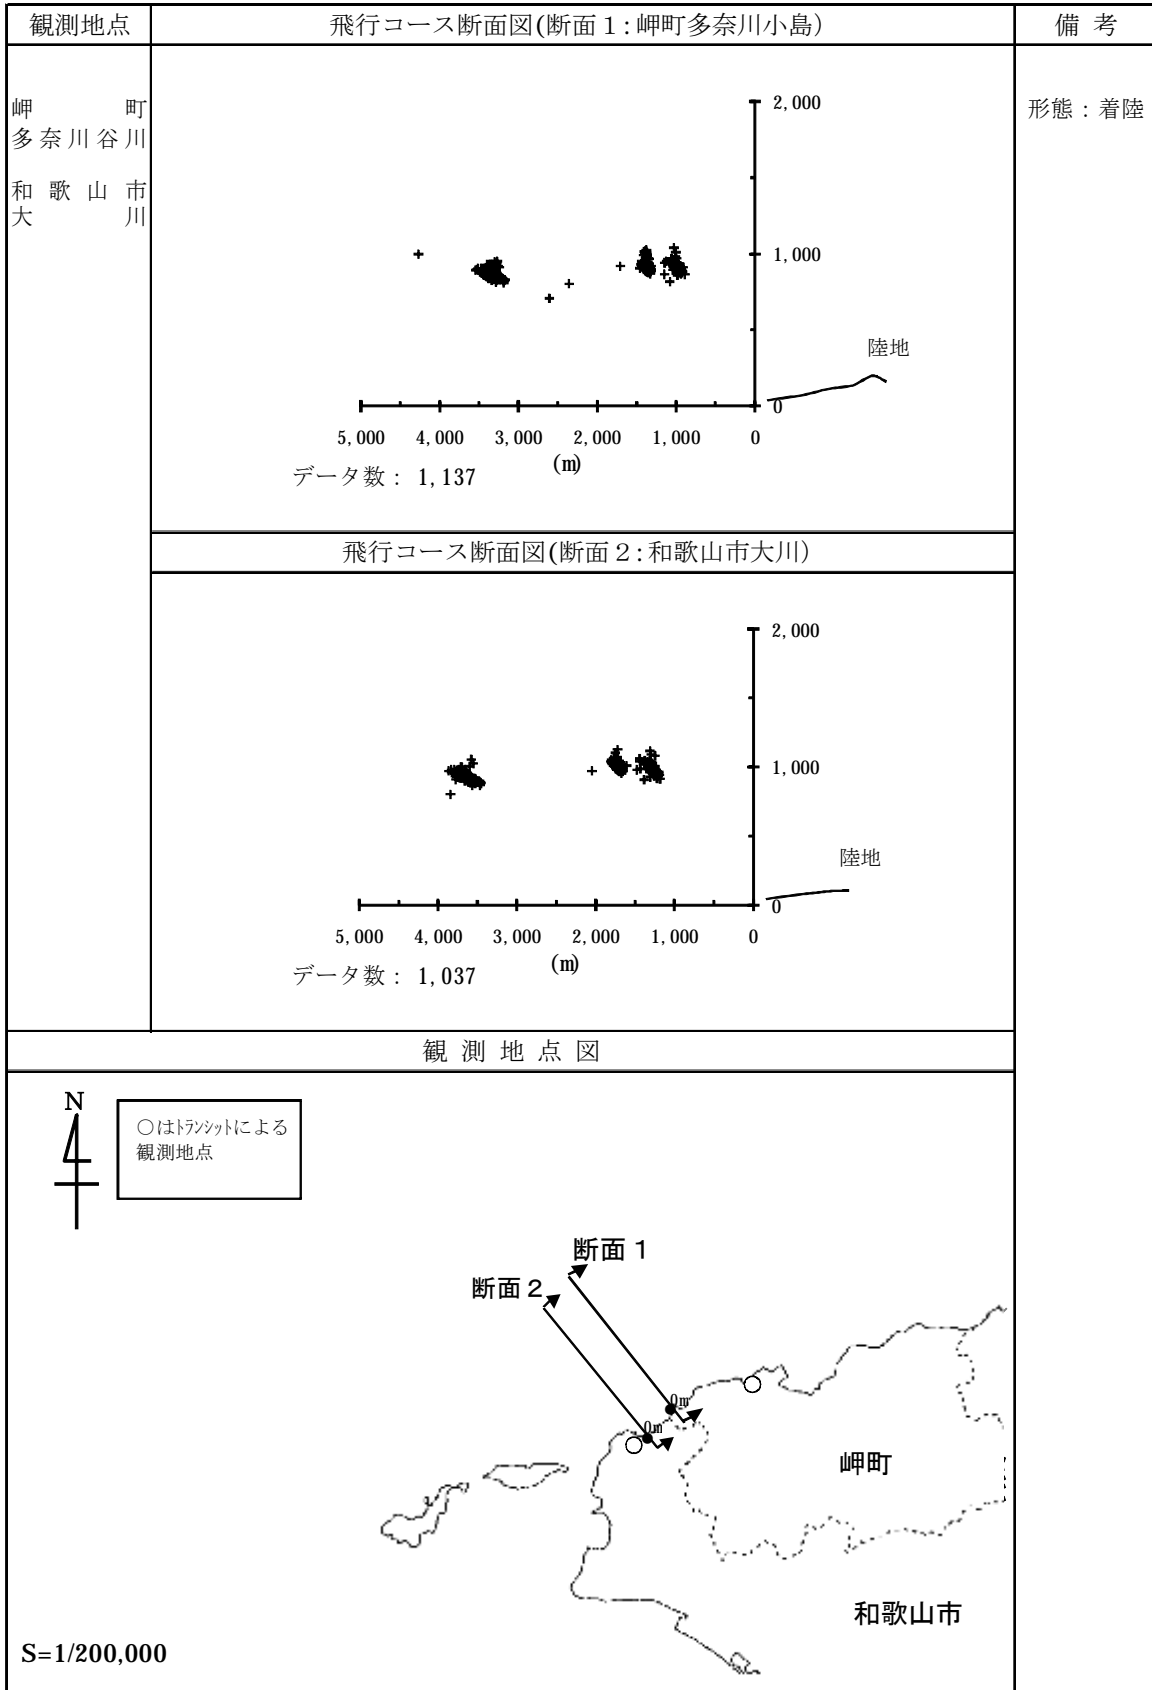 観測地点
飛行コース断面図(断面１:岬町多奈川小島)
備 考
岬 町
多奈川谷川
和歌山市
大 川
形態：着陸
2,000
1,000
陸地
0
5,000 4,000 3,000 2,000 1,000 0
(m)
データ数： 1,137
飛行コース断面図(断面２:和歌山市大川)
2,000
1,000
陸地
0
5,000 4,000 3,000 2,000 1,000 0
(m)
データ数： 1,037
観 測 地 点 図
N
○はﾄﾗﾝｼｯﾄによる
観測地点
断面１
断面２
0m
0m
岬町
和歌山市
S=1/200,000